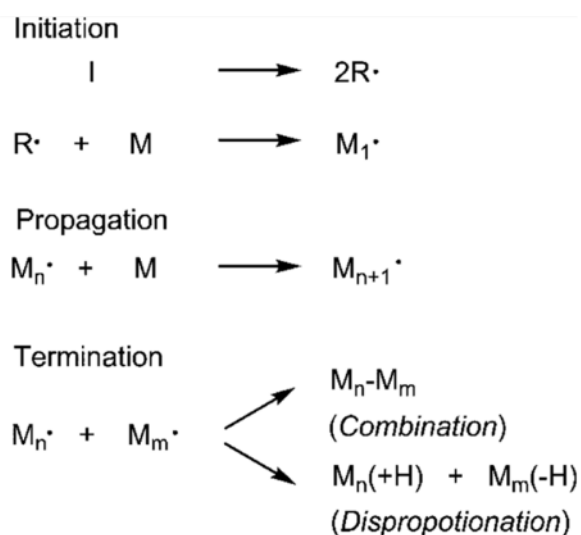 Initiation
I ⟶ 2R·
R· + M ⟶ M₁·
Propagation
Mₙ· + M ⟶ Mₙ₊₁·
Termination
Mₙ-Mₘ
Mₙ· + Mₘ·
(Combination)
Mₙ(+H) + Mₘ(-H)
(Dispropotionation)